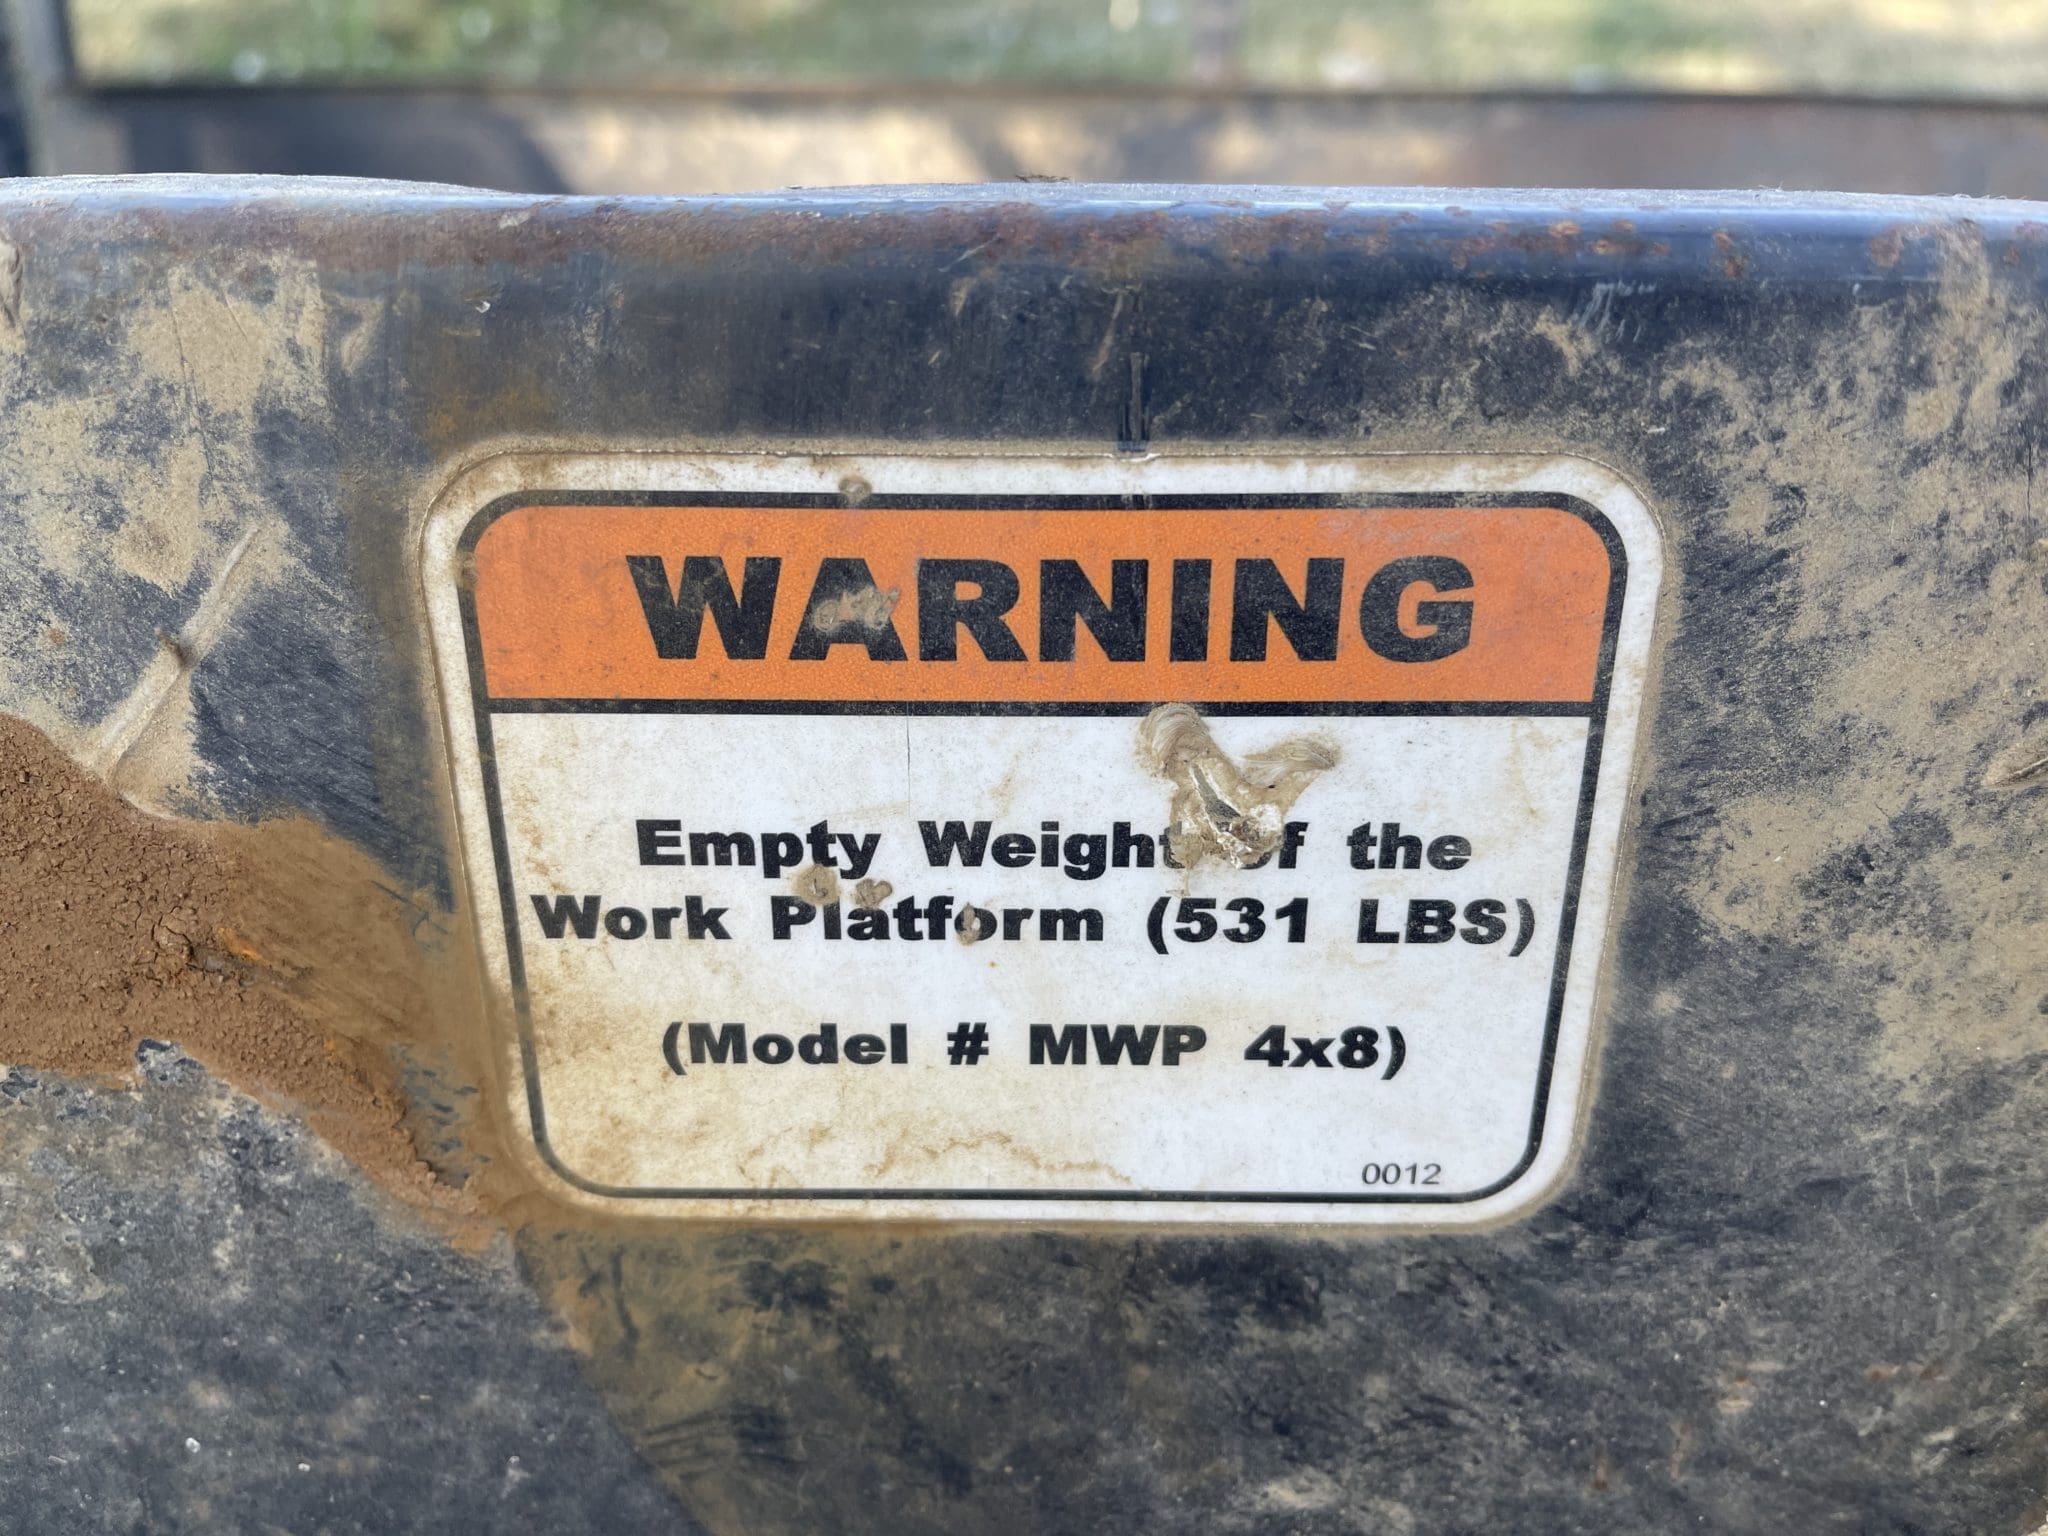 WARNING
Empty Weight of the
Work Platform (531 LBS)
(Model # MWP 4x8)
0012